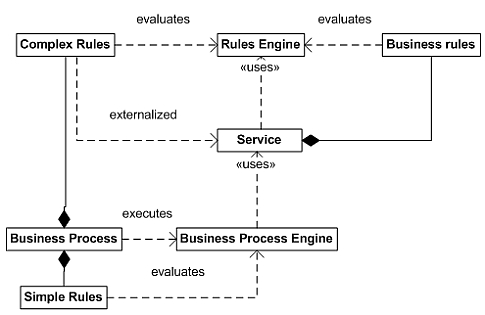 evaluates
evaluates
Complex Rules
Rules Engine
Business rules
«uses»
externalized
Service
«uses»
executes
Business Process
Business Process Engine
evaluates
Simple Rules